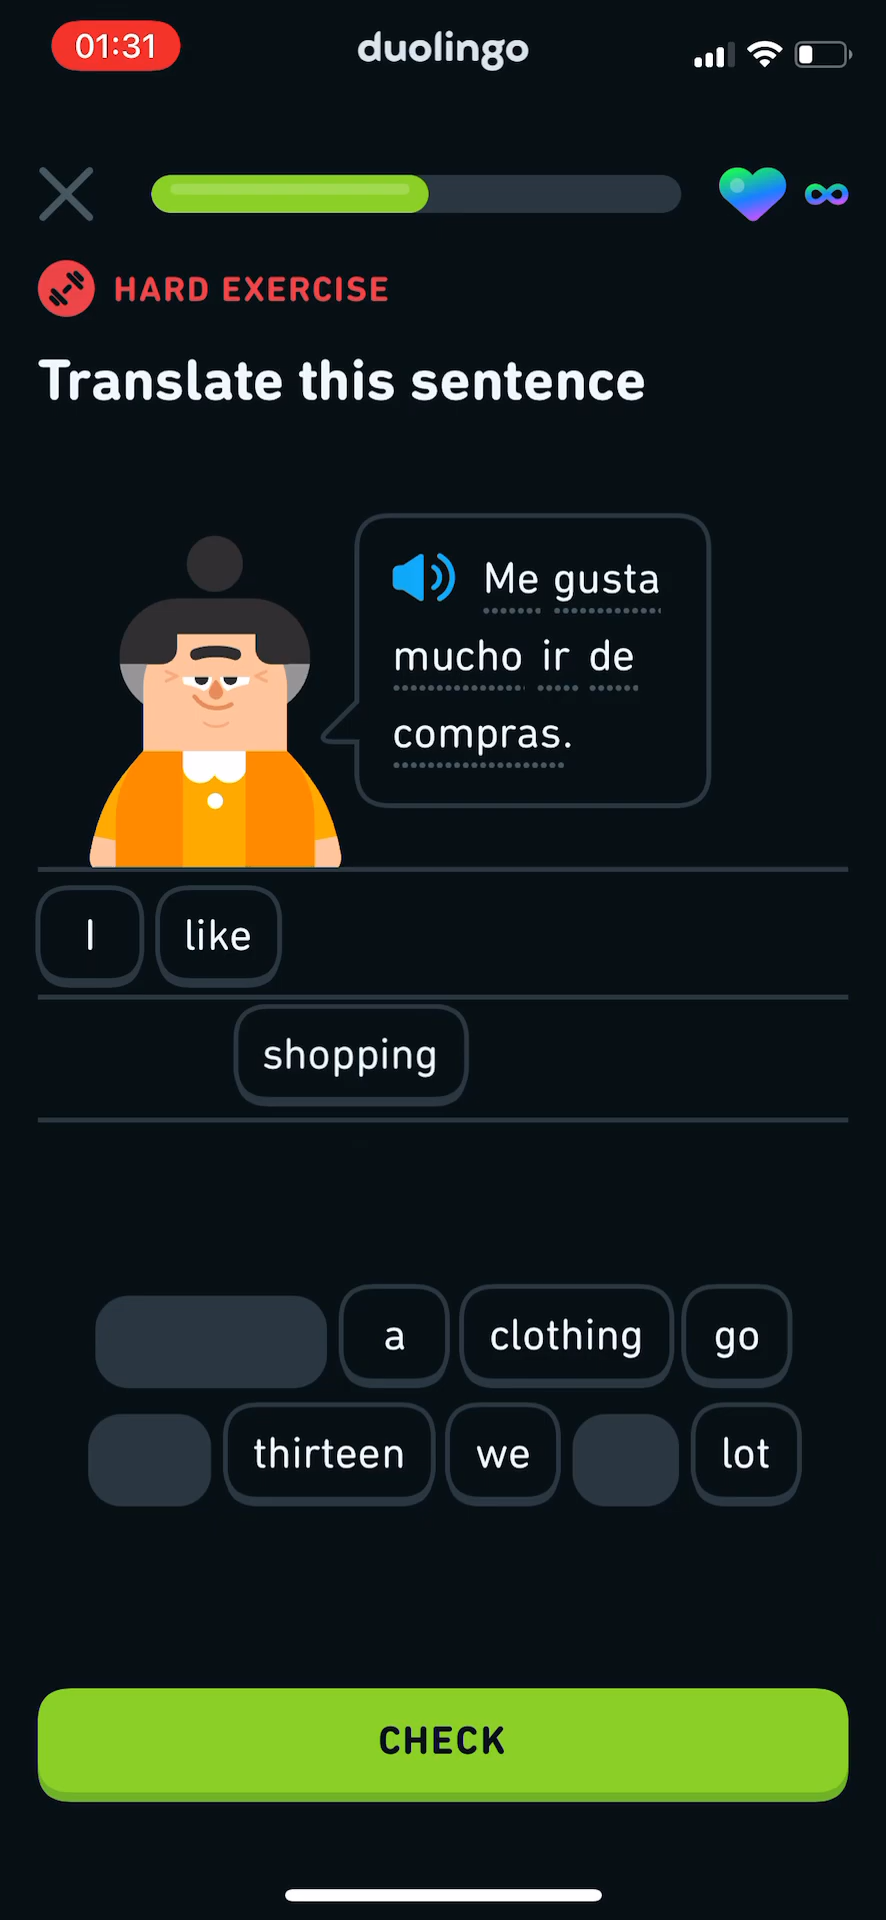 01:31 duolingo
HARD EXERCISE
Translate this sentence
Me gusta
mucho ir de
compras.
I like
shopping
a clothing go
thirteen we lot
CHECK